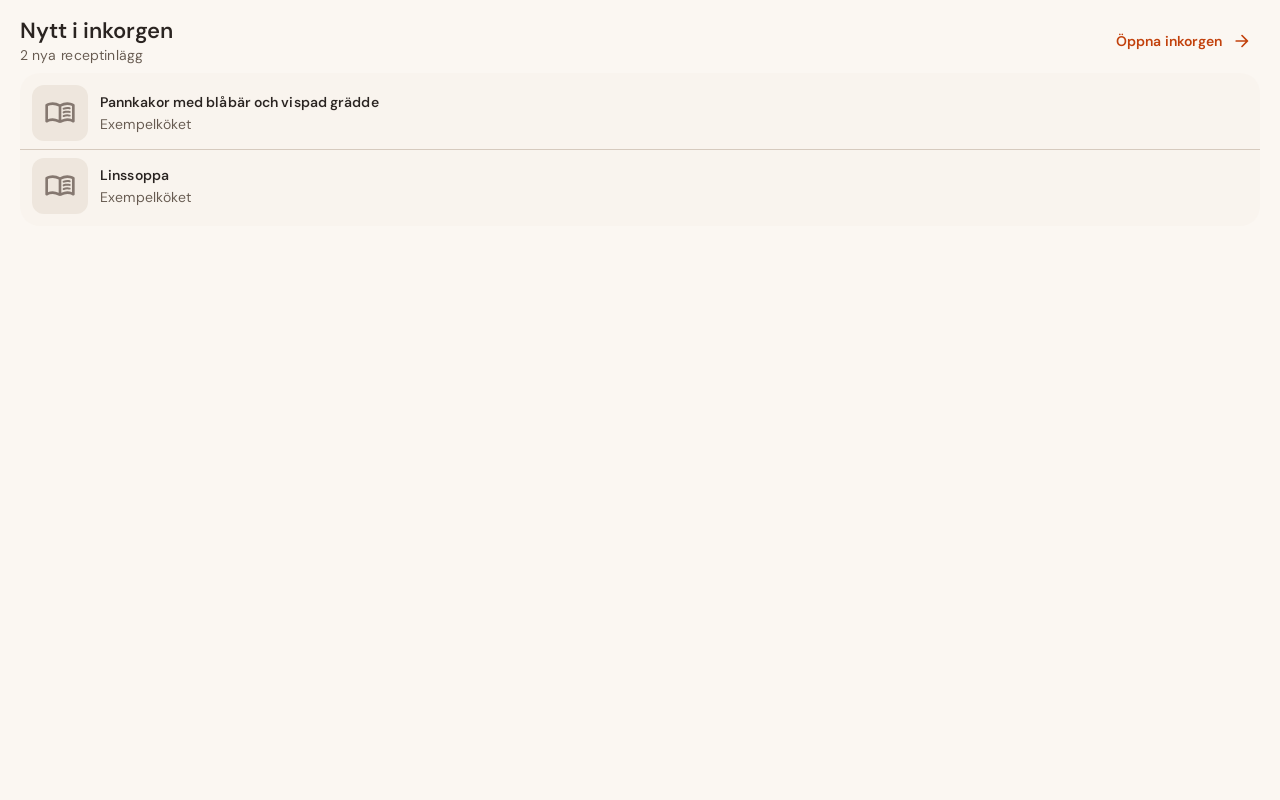 Nytt i inkorgen
2 nya receptinlägg
Öppna inkorgen
Pannkakor med blåbär och vispad grädde
Exempelköket
Linssoppa
Exempelköket